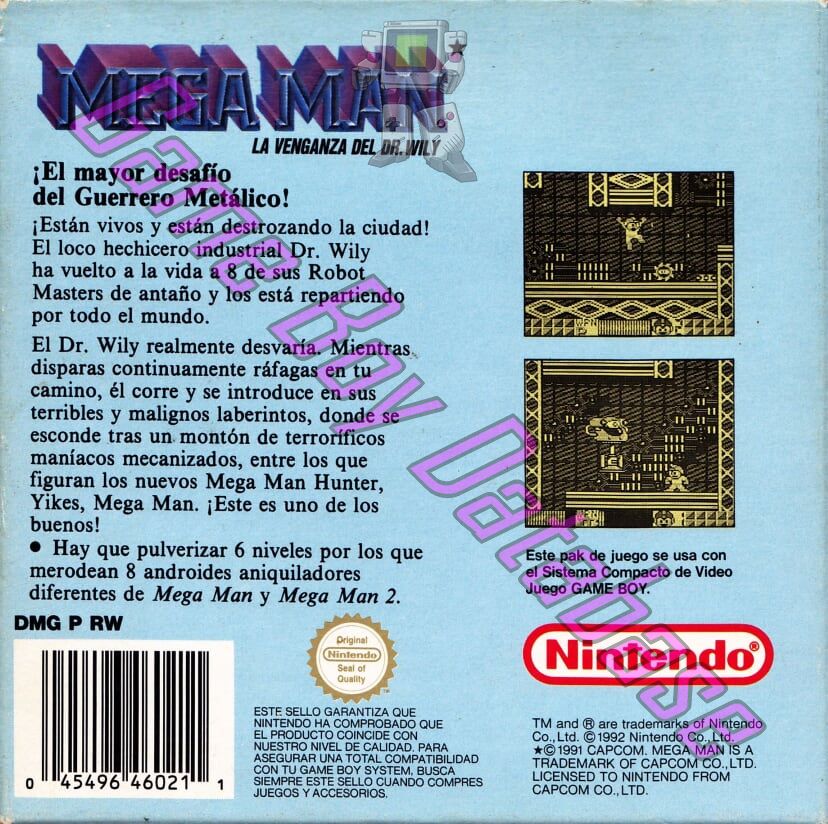 MEGA MAN
LA VENGANZA DEL DR. WILY
¡El mayor desafío
del Guerrero Metálico!
¡Están vivos y están destrozando la ciudad!
El loco hechicero industrial Dr. Wily
ha vuelto a la vida a 8 de sus Robot
Masters de antaño y los está repartiendo
por todo el mundo.
El Dr. Wily realmente desvaría. Mientras
disparas continuamente ráfagas en tu
camino, él corre y se introduce en sus
terribles y malignos laberintos, donde se
esconde tras un montón de terroríficos
maníacos mecanizados, entre los que
figuran los nuevos Mega Man Hunter,
Yikes, Mega Man. ¡Este es uno de los
buenos!
• Hay que pulverizar 6 niveles por los que
merodean 8 androides aniquiladores
diferentes de Mega Man y Mega Man 2.
DMG P RW
0 45496 46021 1
Original
Nintendo
Seal of
Quality
TM
ESTE SELLO GARANTIZA QUE
NINTENDO HA COMPROBADO QUE
EL PRODUCTO COINCIDE CON
NUESTRO NIVEL DE CALIDAD. PARA
ASEGURAR UNA TOTAL COMPATIBILIDAD
CON TU GAME BOY SYSTEM, BUSCA
SIEMPRE ESTE SELLO CUANDO COMPRES
JUEGOS Y ACCESORIOS.
Este pak de juego se usa con
el Sistema Compacto de Video
Juego GAME BOY.
Nintendo®
TM and ® are trademarks of Nintendo
Co., Ltd. ©1992 Nintendo Co., Ltd.
★©1991 CAPCOM. MEGA MAN IS A
TRADEMARK OF CAPCOM CO., LTD.
LICENSED TO NINTENDO FROM
CAPCOM CO., LTD.
Game Boy Database